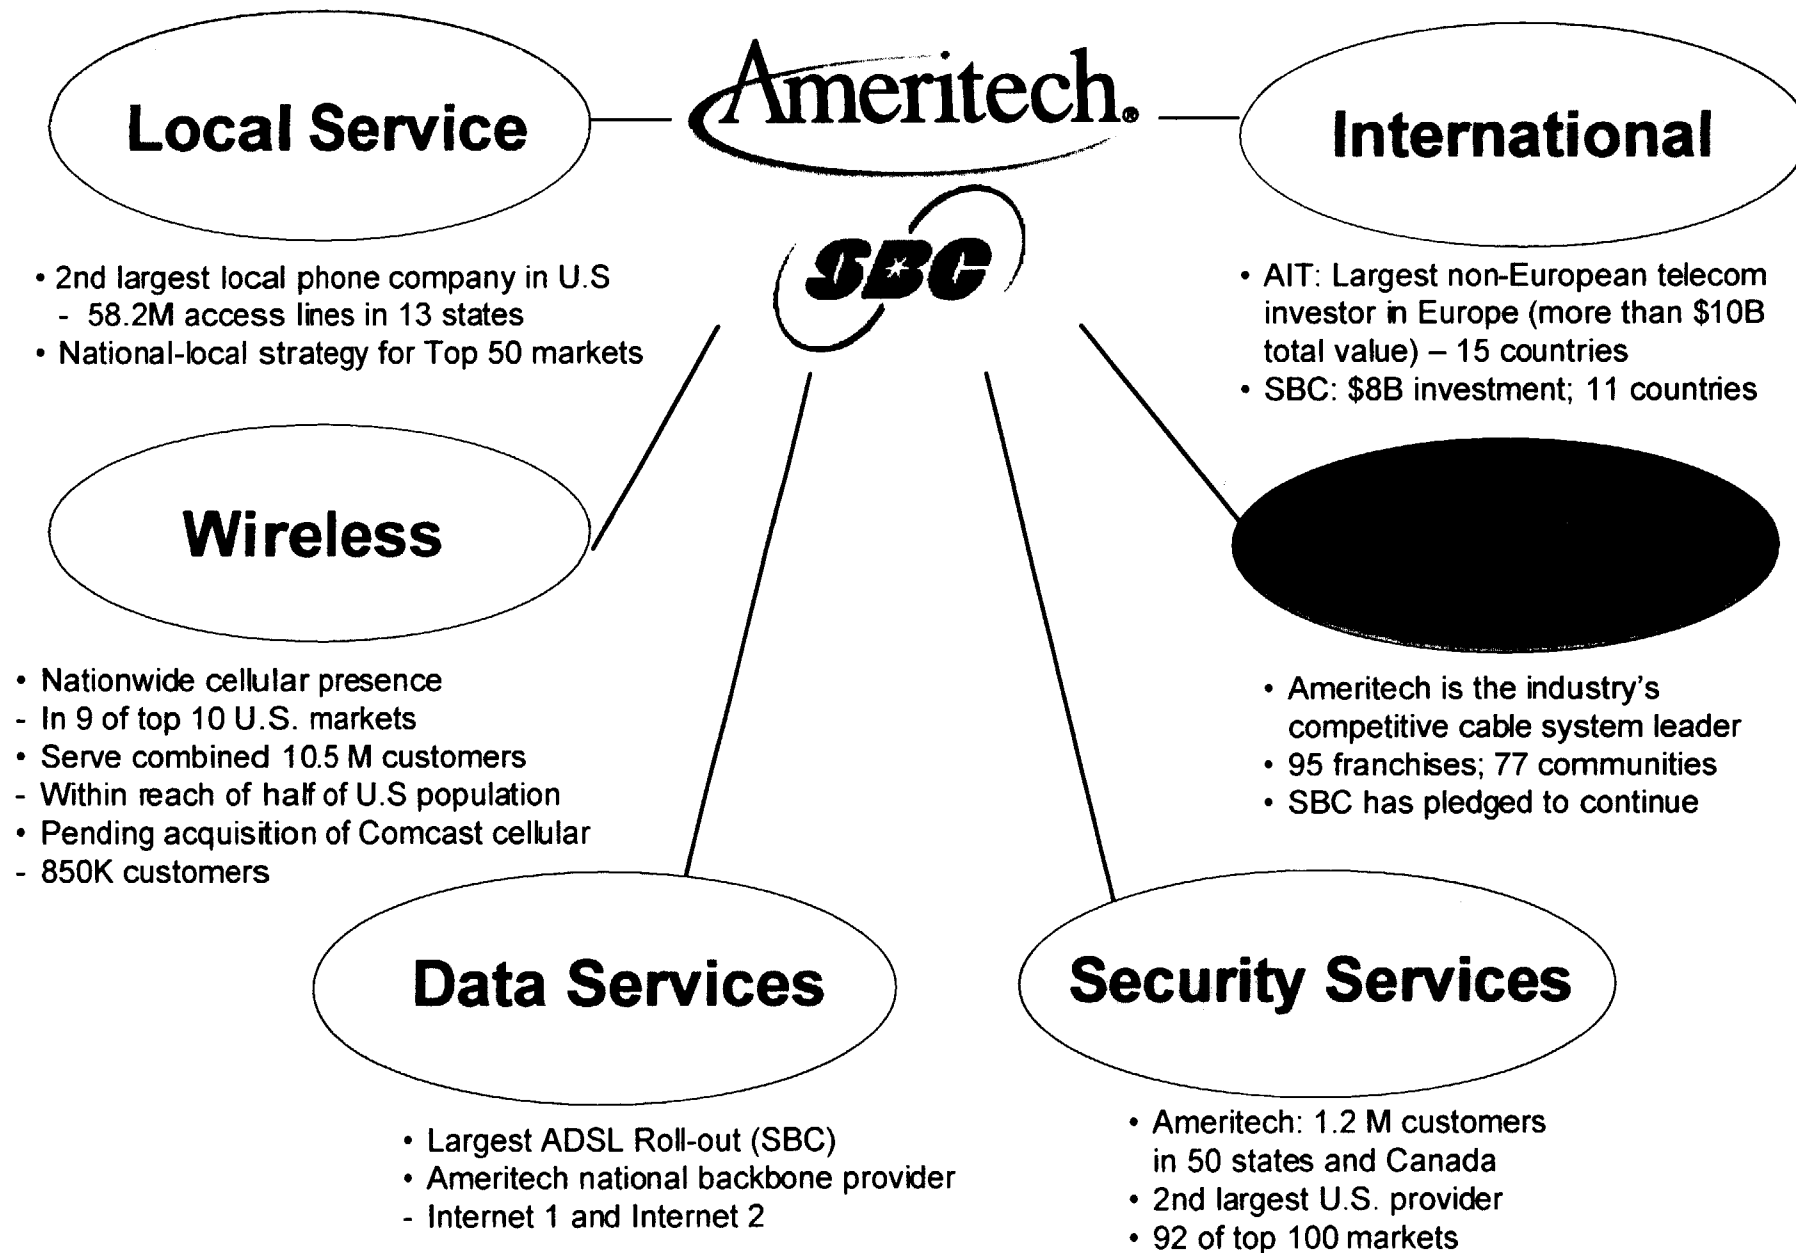 Ameritech®
SBC
Local Service
• 2nd largest local phone company in U.S
- 58.2M access lines in 13 states
• National-local strategy for Top 50 markets
International
• AIT: Largest non-European telecom
investor in Europe (more than $10B
total value) – 15 countries
• SBC: $8B investment; 11 countries
Wireless
• Nationwide cellular presence
- In 9 of top 10 U.S. markets
• Serve combined 10.5 M customers
- Within reach of half of U.S population
• Pending acquisition of Comcast cellular
- 850K customers
• Ameritech is the industry's
competitive cable system leader
• 95 franchises; 77 communities
• SBC has pledged to continue
Data Services
• Largest ADSL Roll-out (SBC)
• Ameritech national backbone provider
- Internet 1 and Internet 2
Security Services
• Ameritech: 1.2 M customers
in 50 states and Canada
• 2nd largest U.S. provider
• 92 of top 100 markets